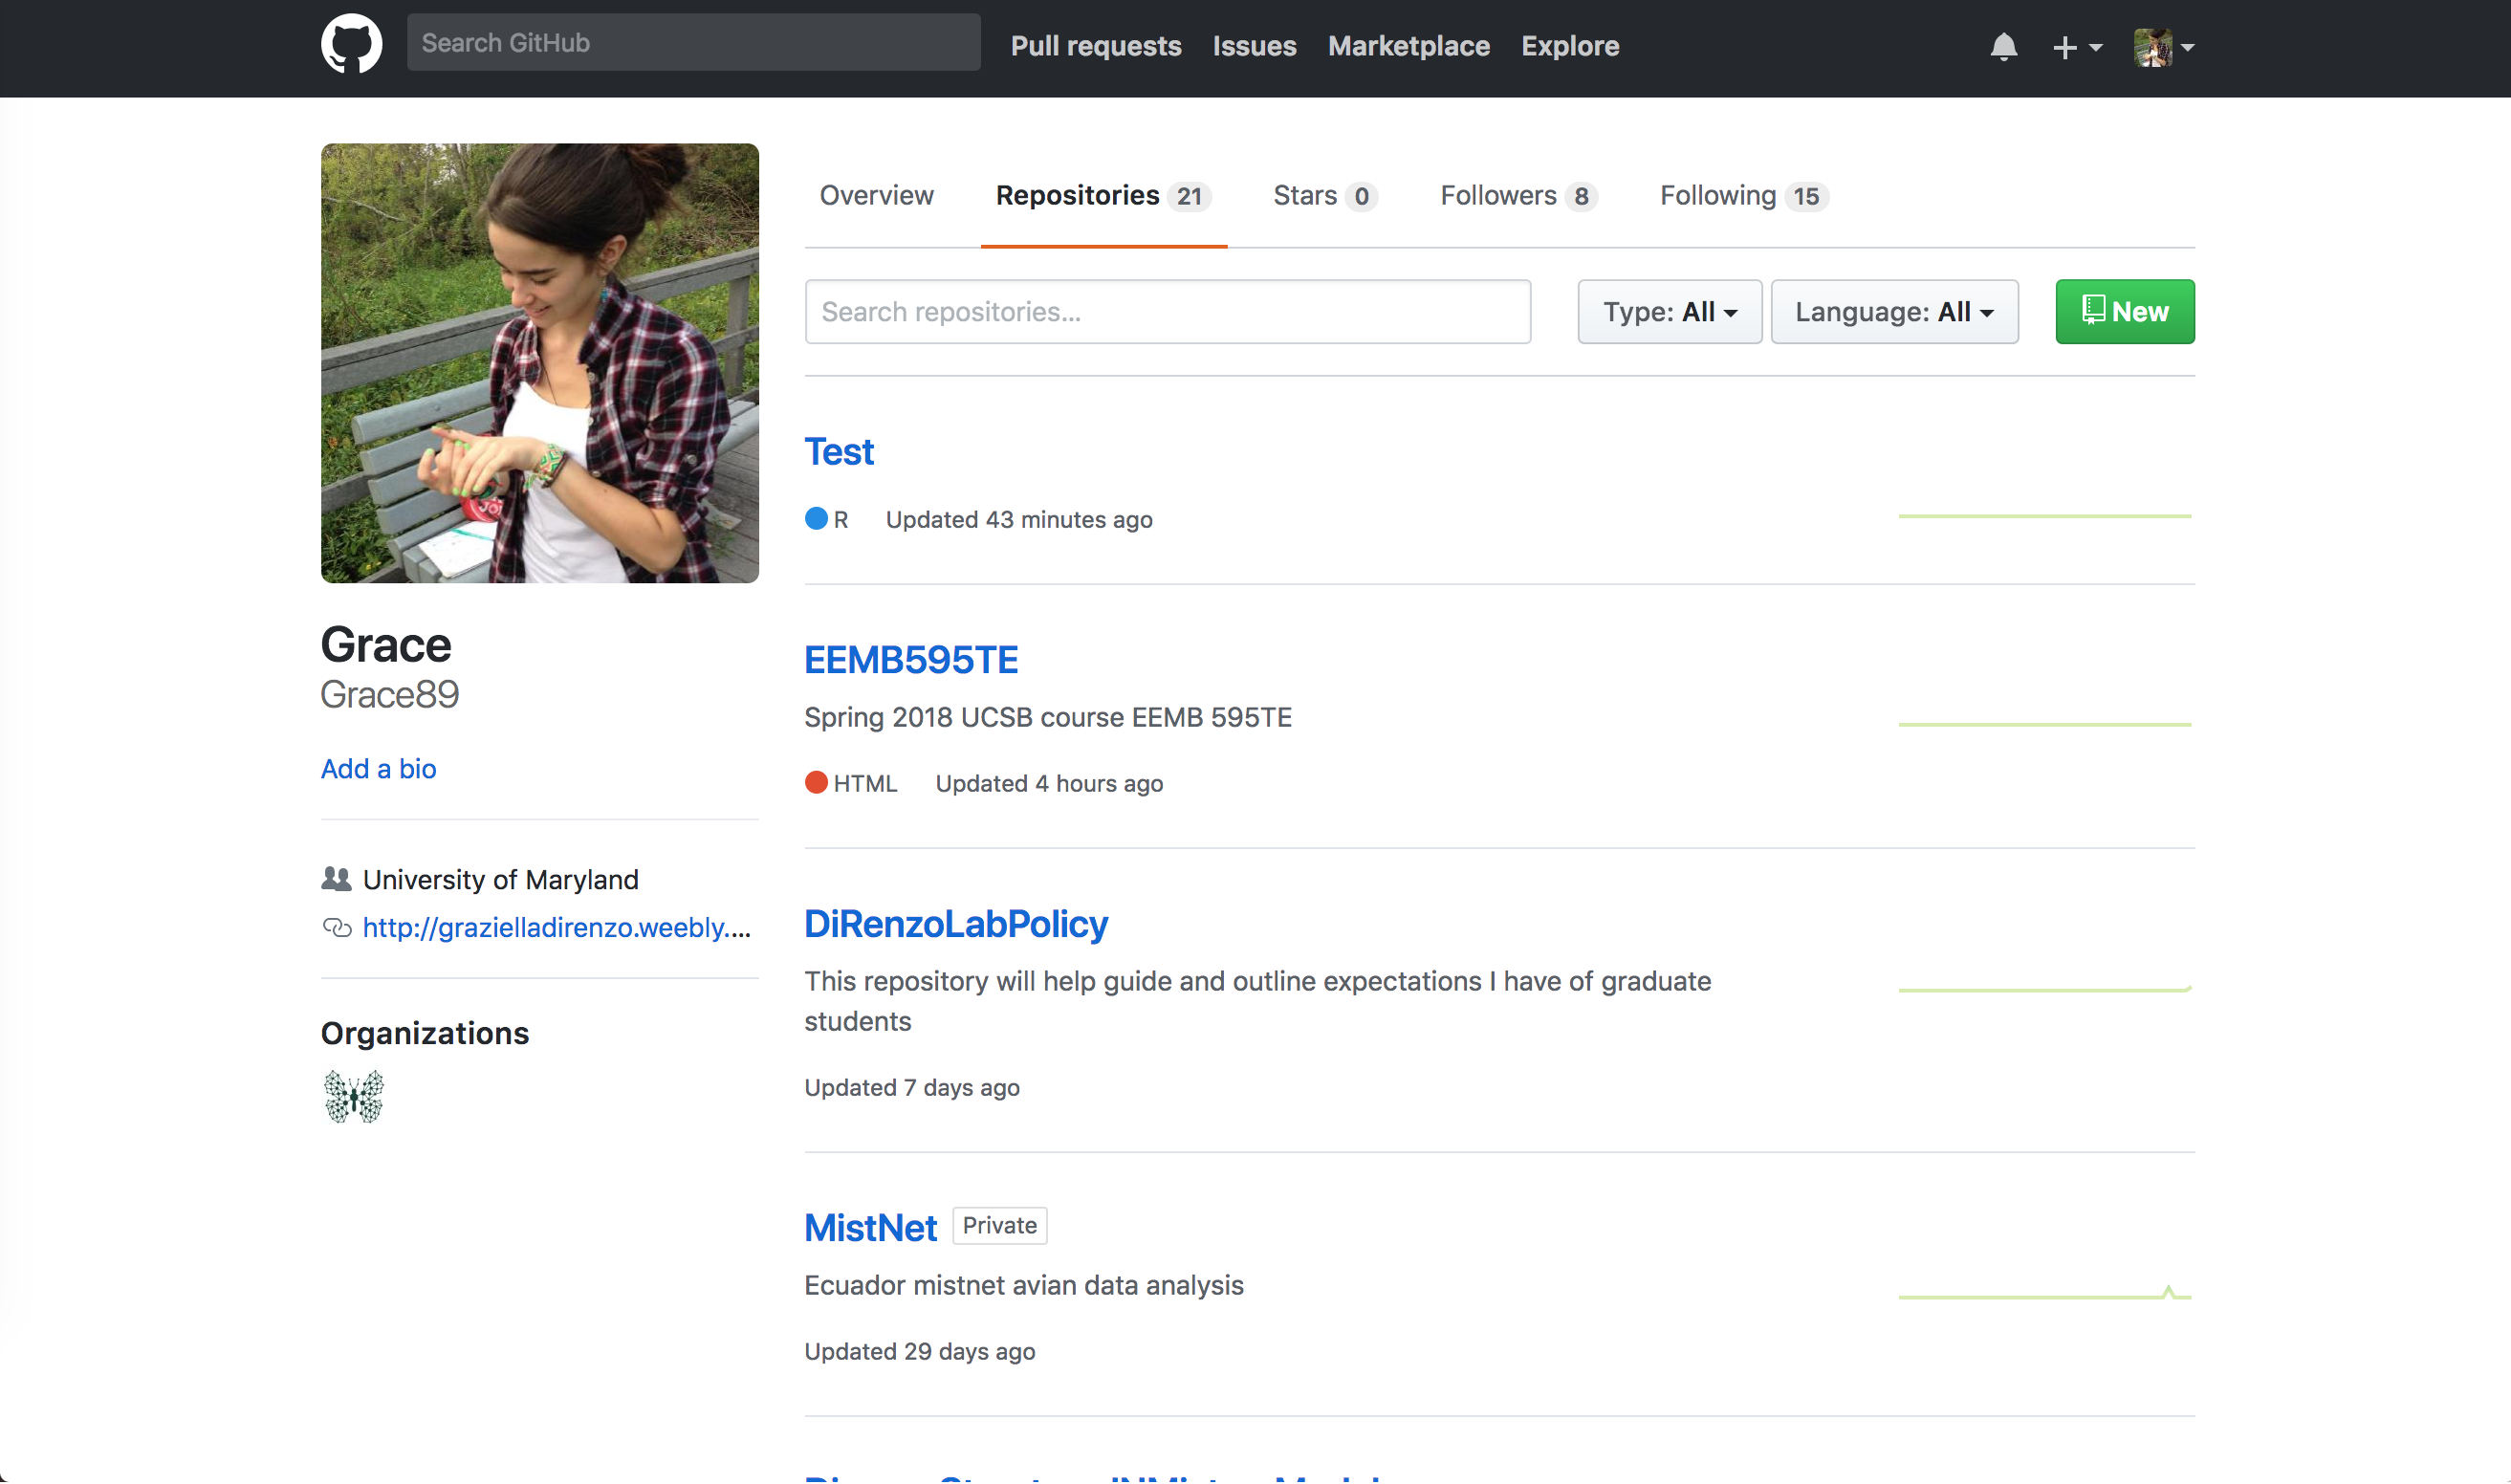 Search GitHub
Pull requests Issues Marketplace Explore
Overview Repositories 21 Stars 0 Followers 8 Following 15
Search repositories...
Type: All Language: All New
Test
R Updated 43 minutes ago
Grace
Grace89
Add a bio
University of Maryland
http://grazielladirenzo.weebly....
Organizations
EEMB595TE
Spring 2018 UCSB course EEMB 595TE
HTML Updated 4 hours ago
DiRenzoLabPolicy
This repository will help guide and outline expectations I have of graduate
students
Updated 7 days ago
MistNet Private
Ecuador mistnet avian data analysis
Updated 29 days ago